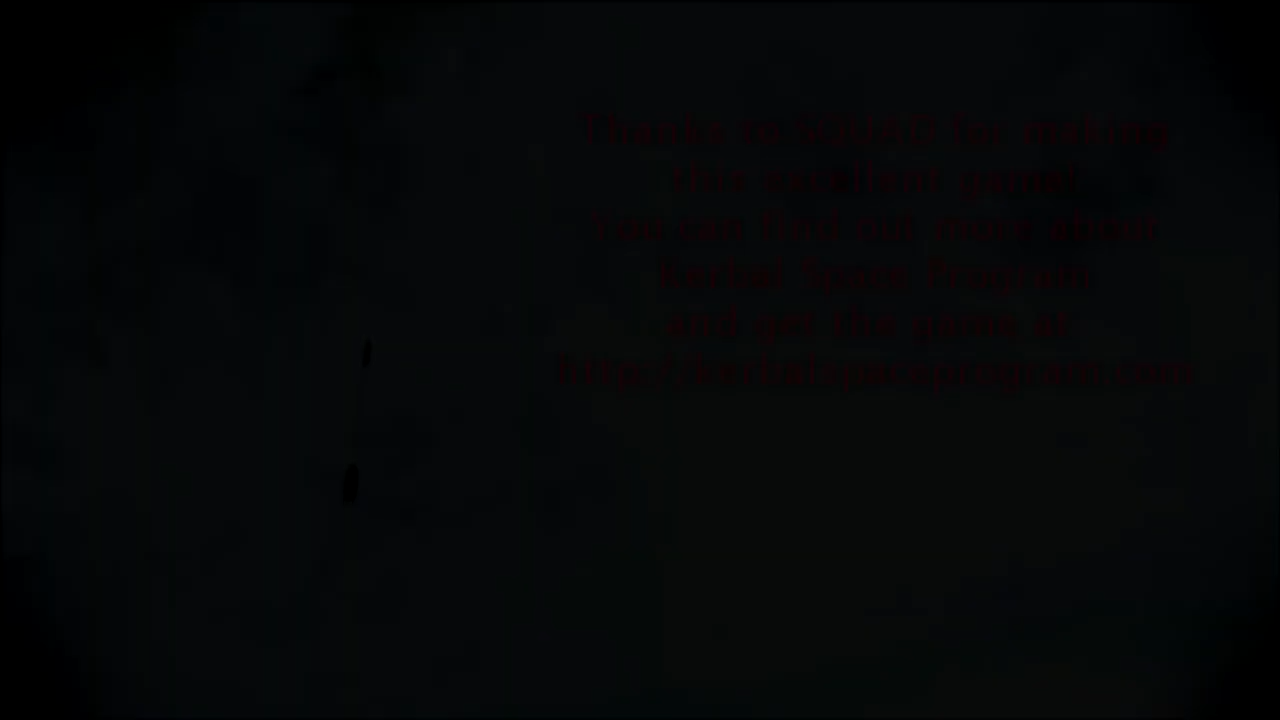 Thanks to SQUAD for making
this excellent game!
You can find out more about
Kerbal Space Program
and get the game at
http://kerbalspaceprogram.com